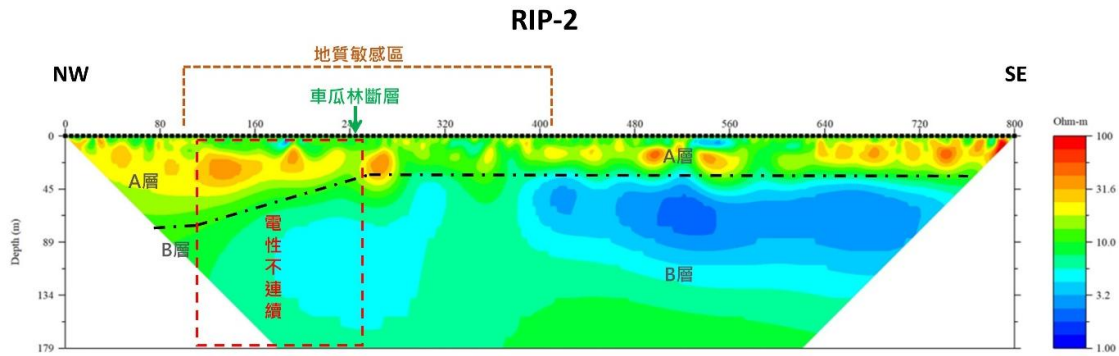 RIP-2
地質敏感區
NW
SE
車瓜林斷層
0 80 160 240 320 400 480 560 640 720 800
Ohm-m
0
45
89
134
179
Depth (m)
A層
A層
B層
B層
電性不連續
100
31.6
10.0
3.2
1.00